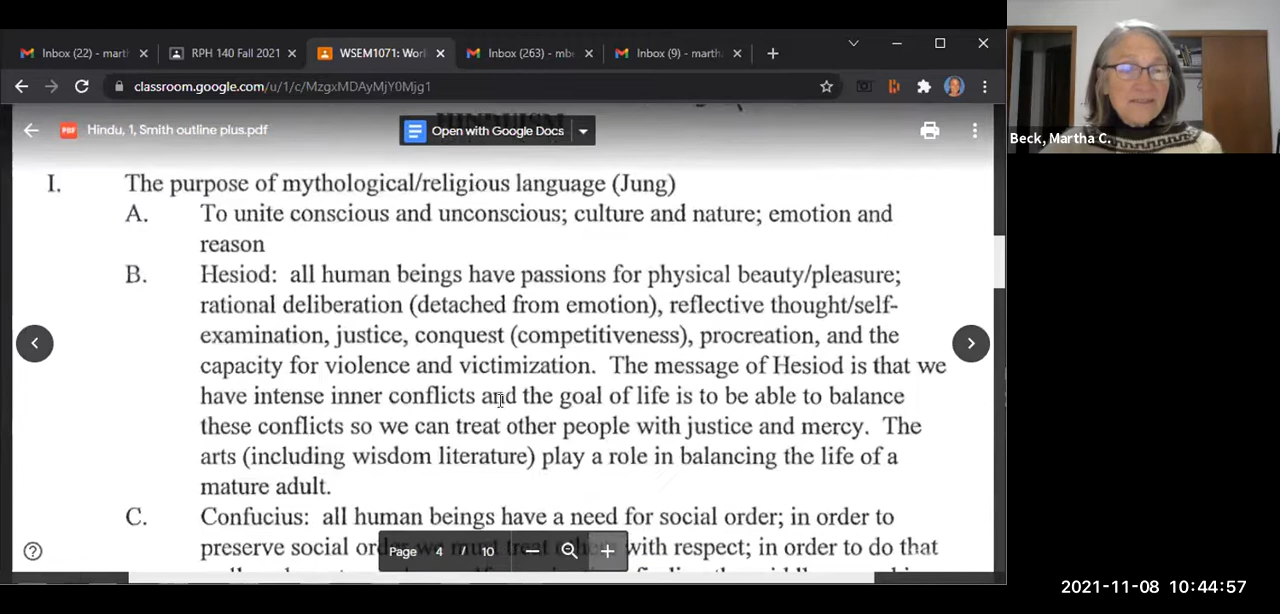 Inbox (22) - mart
RPH 140 Fall 2021
WSEM1071: Wor
Inbox (263) - mb
Inbox (9) - marth
classroom.google.com/u/1/c/MzgxMDAyMjY0Mjg1
Beck, Martha C.
PDF
Hindu, 1, Smith outline plus.pdf
Open with Google Docs
I. The purpose of mythological/religious language (Jung)
A. To unite conscious and unconscious; culture and nature; emotion and
reason
B. Hesiod: all human beings have passions for physical beauty/pleasure;
rational deliberation (detached from emotion), reflective thought/self-
examination, justice, conquest (competitiveness), procreation, and the
capacity for violence and victimization. The message of Hesiod is that we
have intense inner conflicts and the goal of life is to be able to balance
these conflicts so we can treat other people with justice and mercy. The
arts (including wisdom literature) play a role in balancing the life of a
mature adult.
C. Confucius: all human beings have a need for social order; in order to
preserve social order we must treat others with respect; in order to do that
Page 4 / 10
2021-11-08 10:44:57